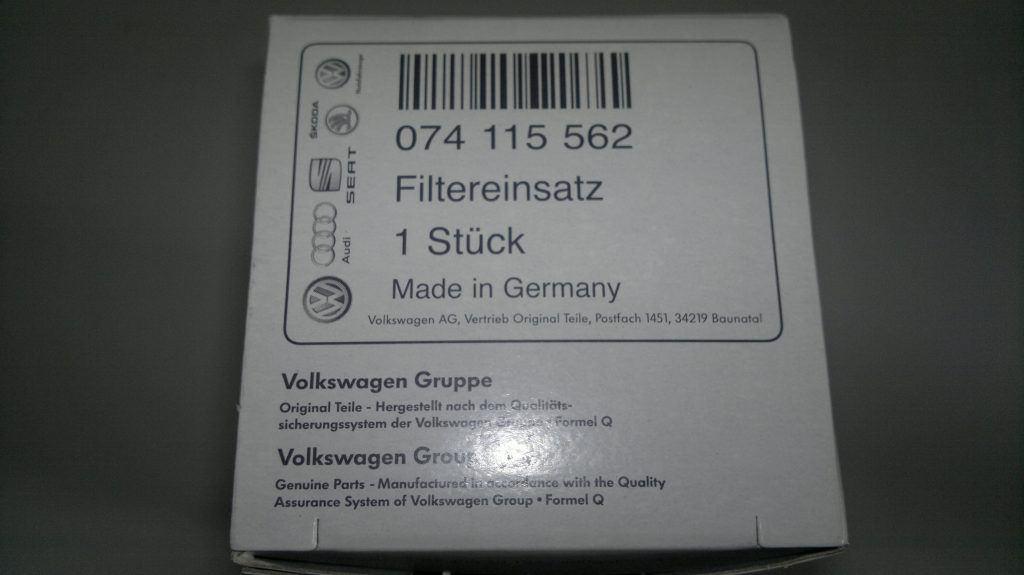 Nutzfahrzeuge
ŠKODA
SEAT
Audi
074 115 562
Filtereinsatz
1 Stück
Made in Germany
Volkswagen AG, Vertrieb Original Teile, Postfach 1451, 34219 Baunatal
Volkswagen Gruppe
Original Teile - Hergestellt nach dem Qualitäts-
sicherungssystem der Volkswagen Gruppe • Formel Q
Volkswagen Group
Genuine Parts - Manufactured in accordance with the Quality
Assurance System of Volkswagen Group • Formel Q